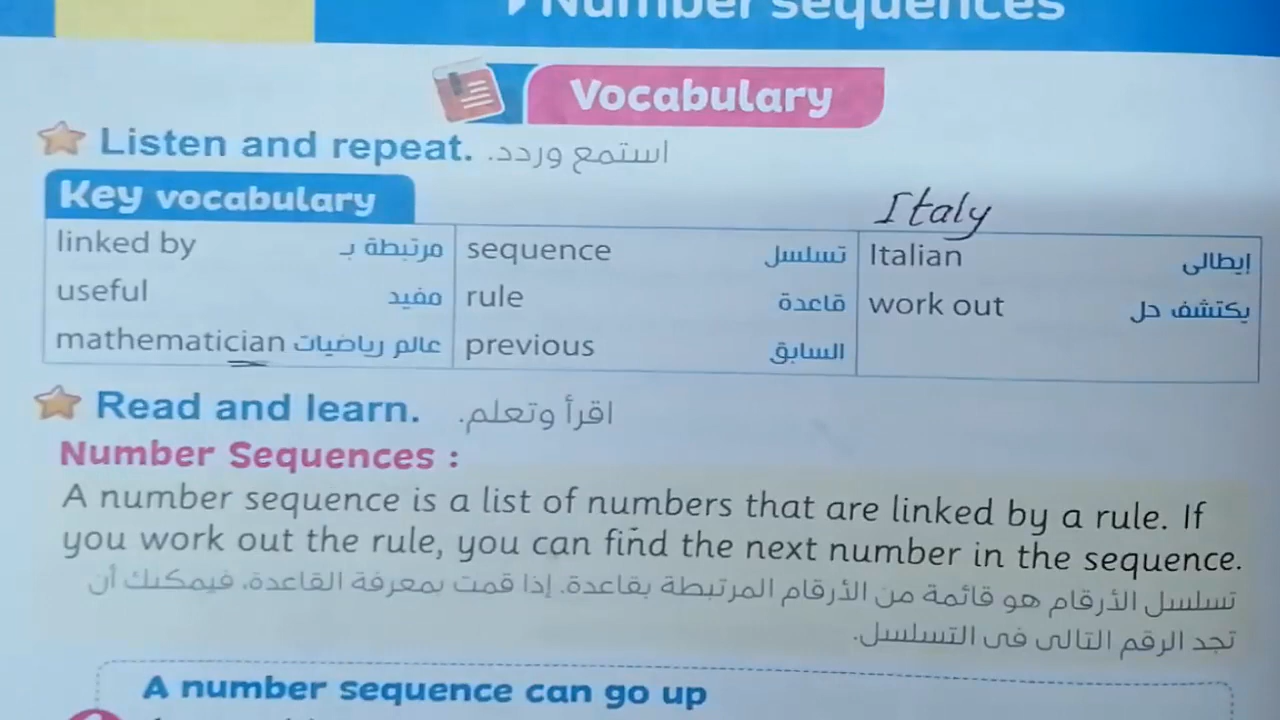 Number sequences
Vocabulary
Listen and repeat. استمع وردد.
Key vocabulary
Italy
linked by مرتبطة بـ sequence تسلسل Italian إيطالى
useful مفيد rule قاعدة work out يكتشف حل
mathematician عالم رياضيات previous السابق
Read and learn. اقرأ وتعلم.
Number Sequences :
A number sequence is a list of numbers that are linked by a rule. If
you work out the rule, you can find the next number in the sequence.
تسلسل الأرقام هو قائمة من الأرقام المرتبطة بقاعدة. إذا قمت بمعرفة القاعدة. فيمكنك أن
تجد الرقم التالى فى التسلسل.
A number sequence can go up